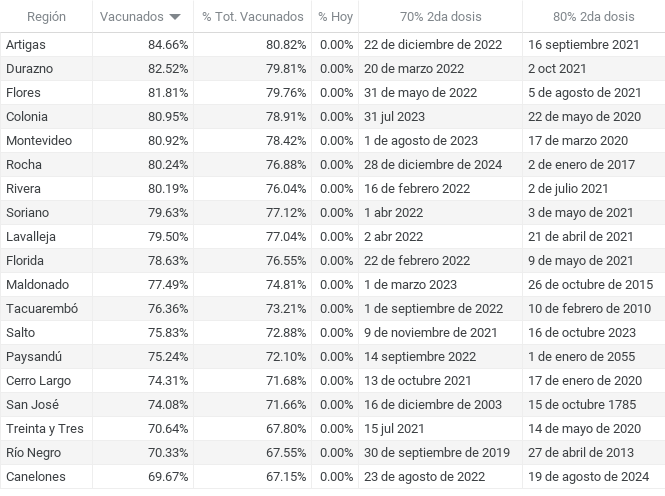 Región Vacunados % Tot. Vacunados % Hoy 70% 2da dosis 80% 2da dosis
Artigas 84.66% 80.82% 0.00% 22 de diciembre de 2022 16 septiembre 2021
Durazno 82.52% 79.81% 0.00% 20 de marzo 2022 2 oct 2021
Flores 81.81% 79.76% 0.00% 31 de mayo de 2022 5 de agosto de 2021
Colonia 80.95% 78.91% 0.00% 31 jul 2023 22 de mayo de 2020
Montevideo 80.92% 78.42% 0.00% 1 de agosto de 2023 17 de marzo 2020
Rocha 80.24% 76.88% 0.00% 28 de diciembre de 2024 2 de enero de 2017
Rivera 80.19% 76.04% 0.00% 16 de febrero 2022 2 de julio 2021
Soriano 79.63% 77.12% 0.00% 1 abr 2022 3 de mayo de 2021
Lavalleja 79.50% 77.04% 0.00% 2 abr 2022 21 de abril de 2021
Florida 78.63% 76.55% 0.00% 22 de febrero 2022 9 de mayo de 2021
Maldonado 77.49% 74.81% 0.00% 1 de marzo de 2023 26 de octubre de 2015
Tacuarembó 76.36% 73.21% 0.00% 1 de septiembre de 2022 10 de febrero de 2010
Salto 75.83% 72.88% 0.00% 9 de noviembre de 2021 16 de octubre 2023
Paysandú 75.24% 72.10% 0.00% 14 septiembre 2022 1 de enero de 2055
Cerro Largo 74.31% 71.68% 0.00% 13 de octubre 2021 17 de enero de 2020
San José 74.08% 71.66% 0.00% 16 de diciembre de 2003 15 de octubre 1785
Treinta y Tres 70.64% 67.80% 0.00% 15 jul 2021 14 de mayo de 2020
Río Negro 70.33% 67.55% 0.00% 30 de septiembre de 2019 27 de abril de 2013
Canelones 69.67% 67.15% 0.00% 23 de agosto de 2022 19 de agosto de 2024